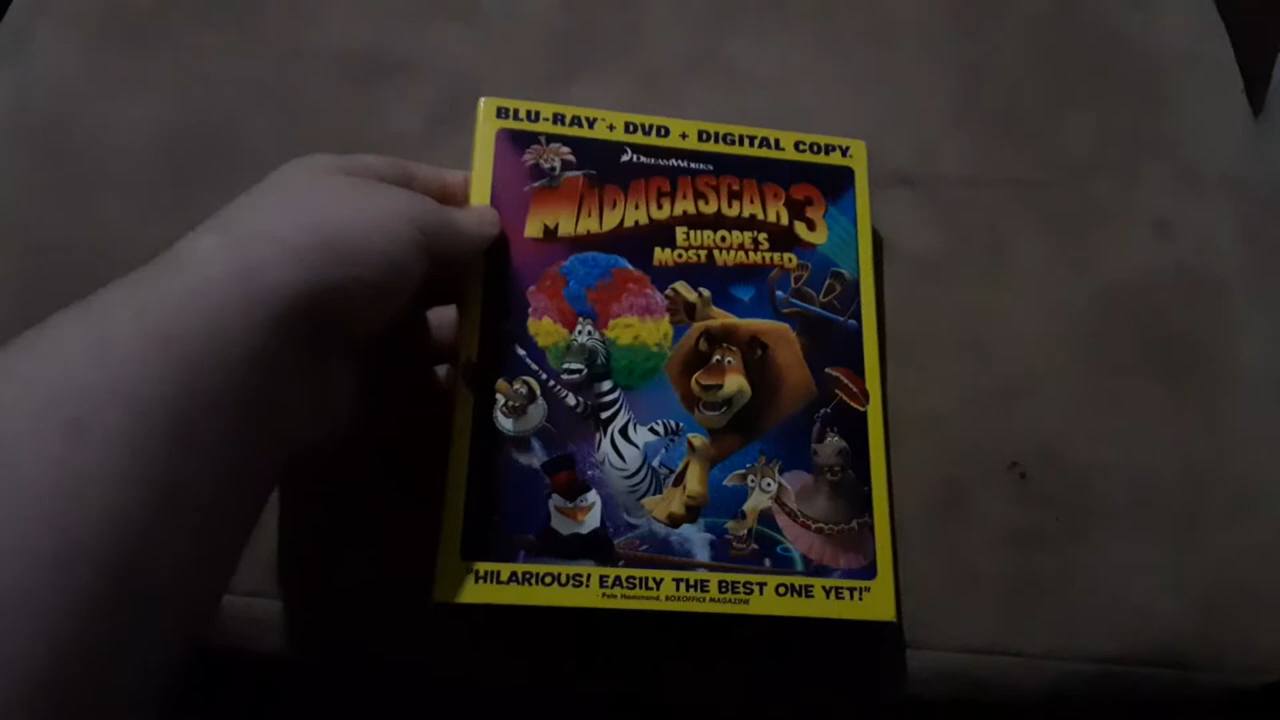 BLU-RAY™ + DVD + DIGITAL COPY
DREAMWORKS
MADAGASCAR 3
EUROPE'S
MOST WANTED
"HILARIOUS! EASILY THE BEST ONE YET!"
- Pete Hammond, BOXOFFICE MAGAZINE